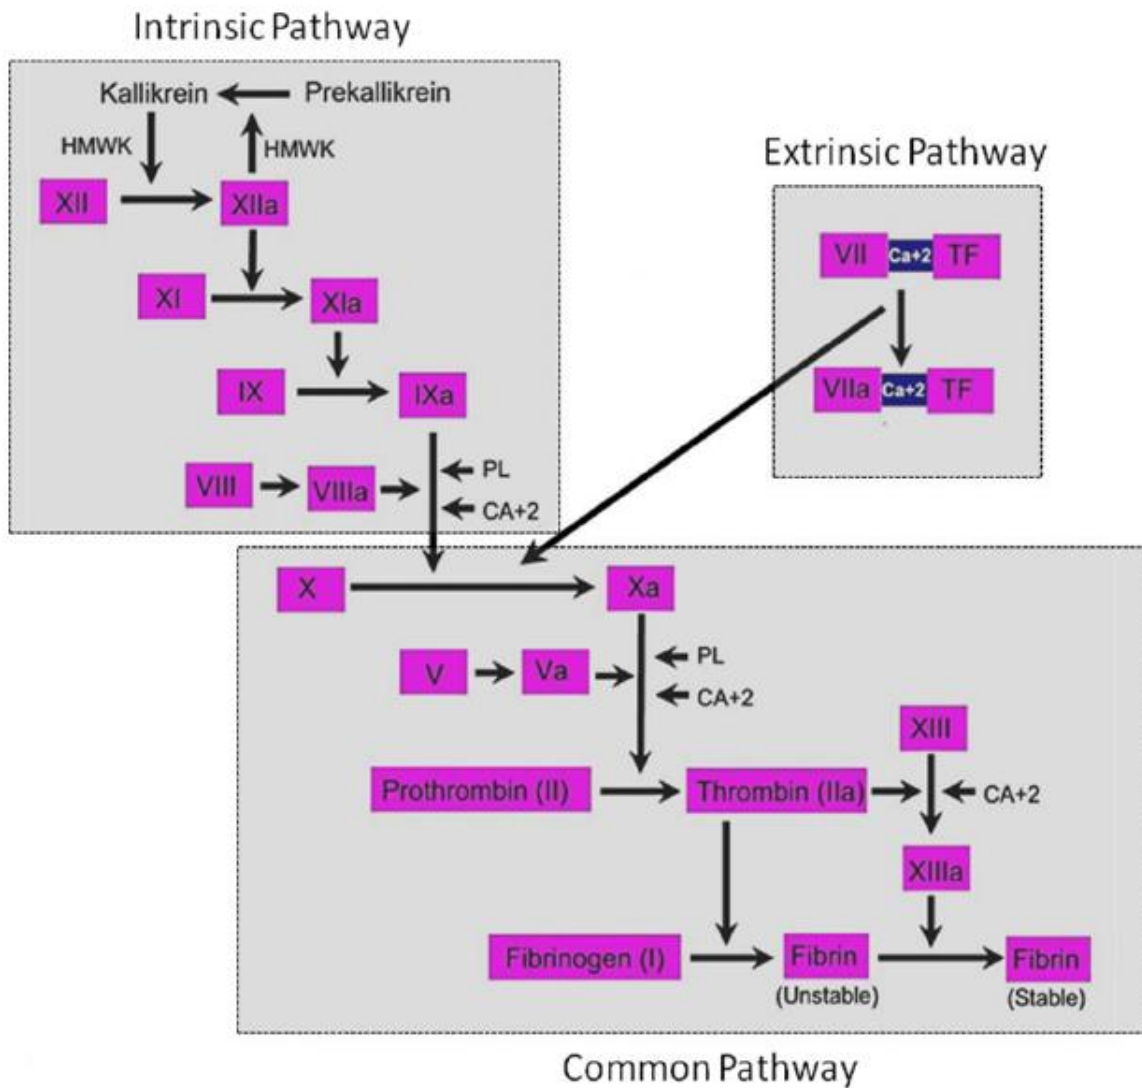 Intrinsic Pathway
Kallikrein
Prekallikrein
HMWK
HMWK
XII
XIIa
XI
XIa
IX
IXa
VIII
VIIIa
PL
CA+2
Extrinsic Pathway
VII
Ca+2
TF
VIIa
Ca+2
TF
X
Xa
V
Va
PL
CA+2
XIII
Prothrombin (II)
Thrombin (IIa)
CA+2
XIIIa
Fibrinogen (I)
Fibrin
(Unstable)
Fibrin
(Stable)
Common Pathway